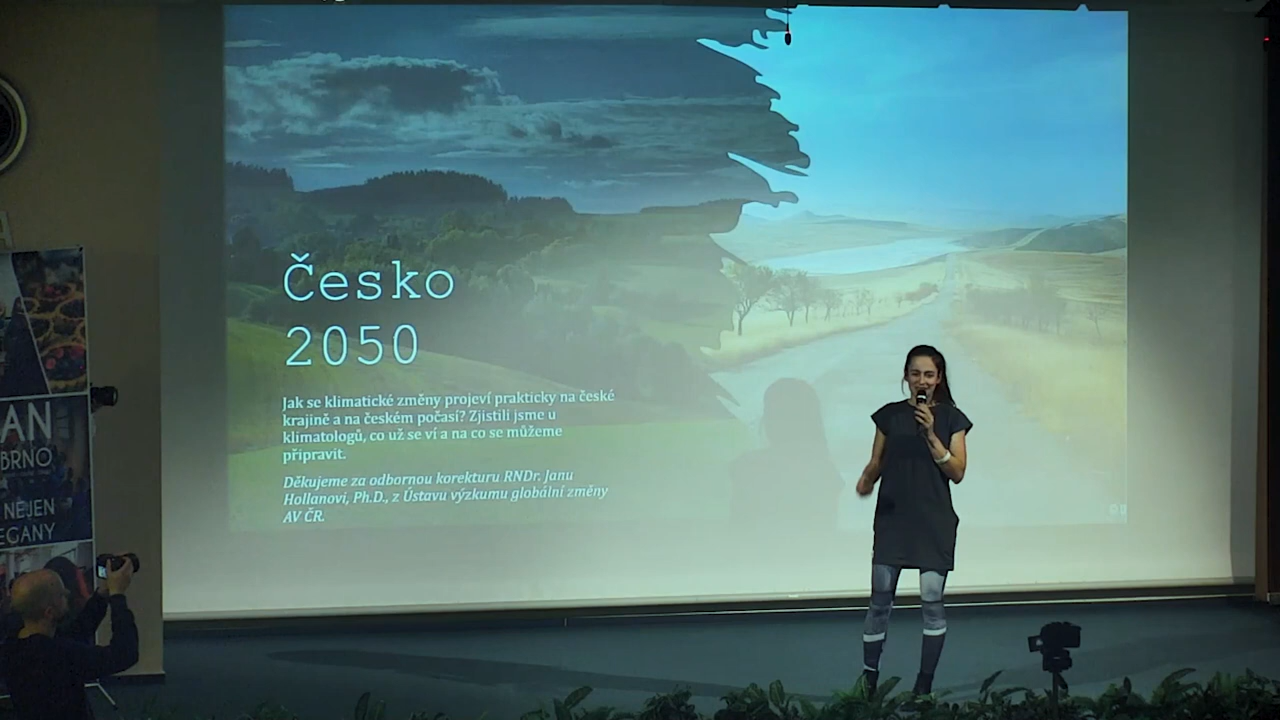 Česko
2050
Jak se klimatické změny projeví prakticky na české
krajině a na českém počasí? Zjistili jsme u
klimatologů, co už se ví a na co se můžeme
připravit.
Děkujeme za odbornou korekturu RNDr. Janu
Hollanovi, Ph.D., z Ústavu výzkumu globální změny
AV ČR.
AN
BRNO
NEJEN
EGANY